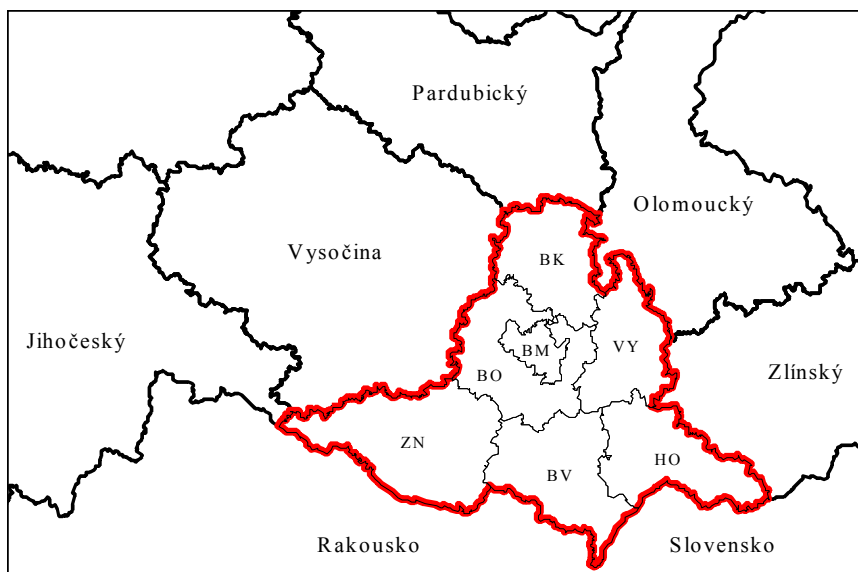 Pardubický
Olomoucký
Vysočina
BK
Jihočeský
BM
VY
BO
Zlínský
ZN
HO
BV
Rakousko
Slovensko